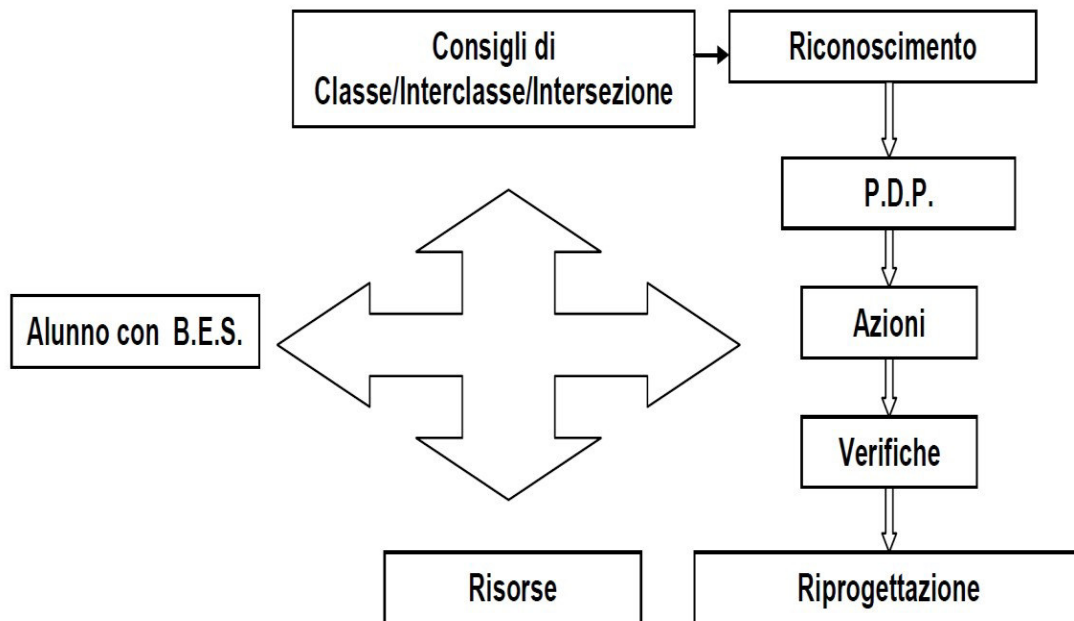 Consigli di
Classe/Interclasse/Intersezione
Riconoscimento
P.D.P.
Alunno con B.E.S.
Azioni
Verifiche
Risorse
Riprogettazione